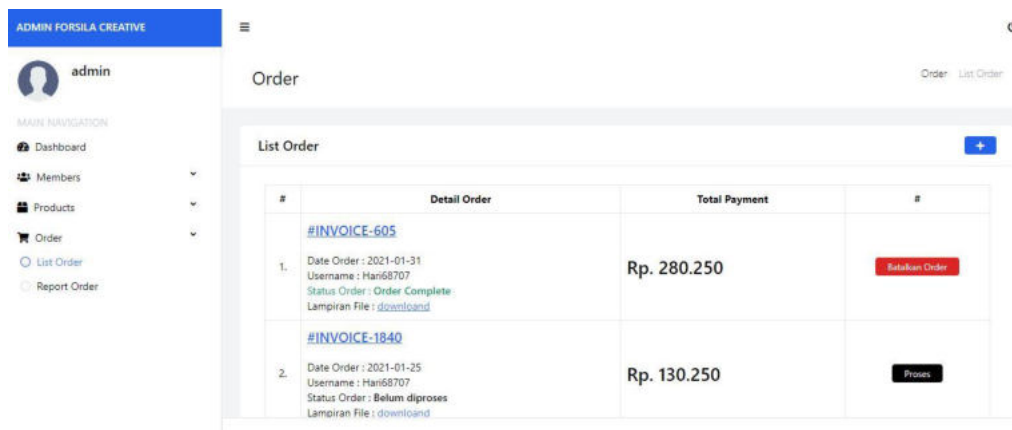 ADMIN FORSILA CREATIVE
admin
Order
Order List Order
MAIN NAVIGATION
Dashboard
Members
Products
Order
List Order
Report Order
List Order
+
# Detail Order Total Payment #
#INVOICE-605
1. Date Order : 2021-01-31
Username : Hari68707
Status Order : Order Complete
Lampiran File : downloand
Rp. 280.250
Batalkan Order
#INVOICE-1840
2. Date Order : 2021-01-25
Username : Hari68707
Status Order : Belum diproses
Lampiran File : downloand
Rp. 130.250
Proses